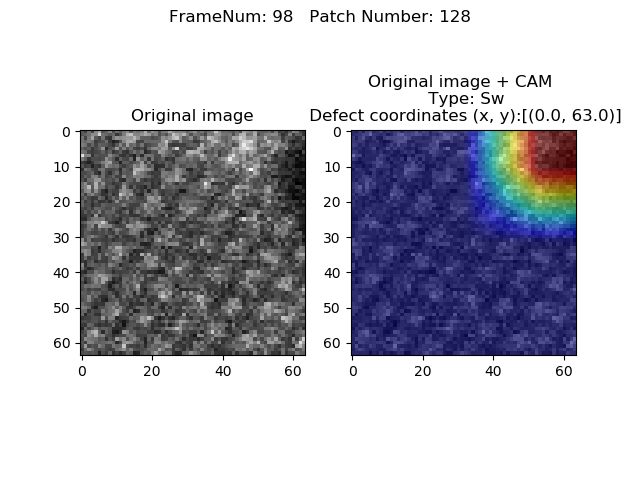 FrameNum: 98   Patch Number: 128
Original image
Original image + CAM
Type: Sw
Defect coordinates (x, y):[(0.0, 63.0)]
0
10
20
30
40
50
60
0 20 40 60
0
10
20
30
40
50
60
0 20 40 60